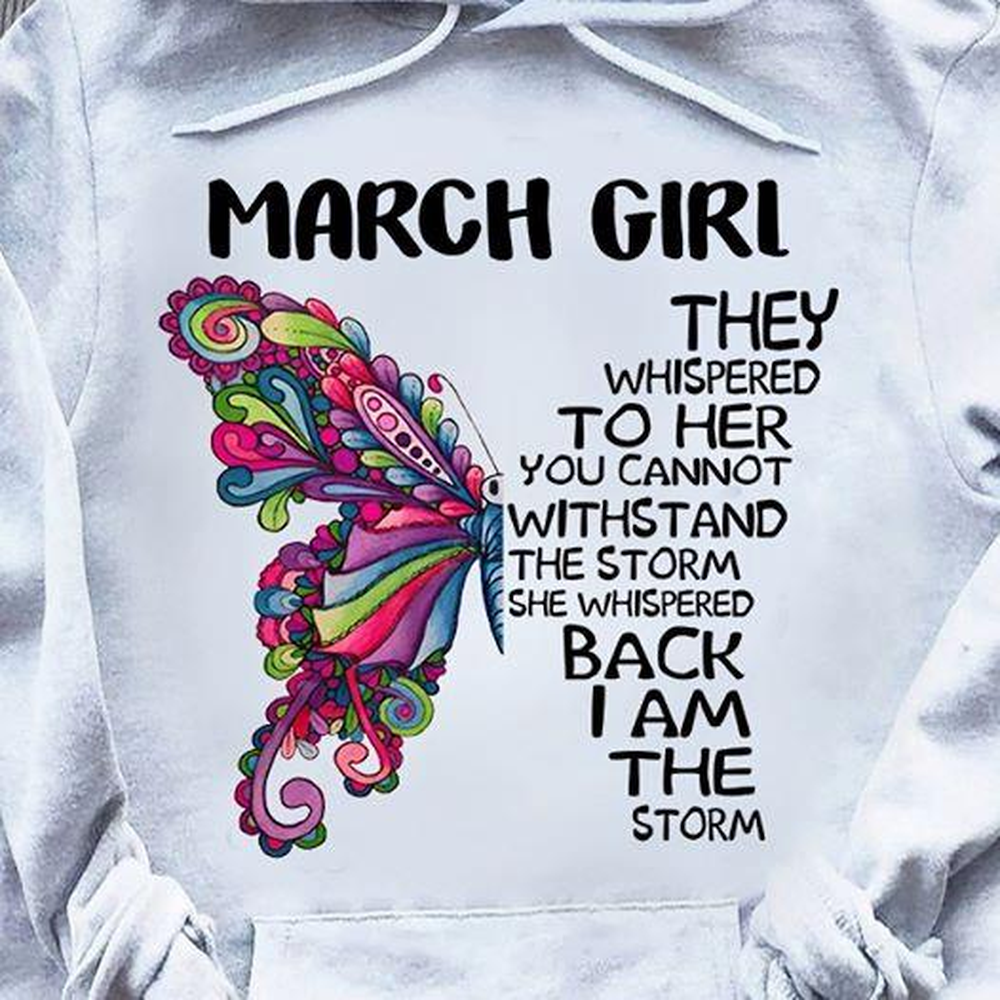 MARCH GIRL
THEY
WHISPERED
TO HER
YOU CANNOT
WITHSTAND
THE STORM
SHE WHISPERED
BACK
I AM
THE
STORM